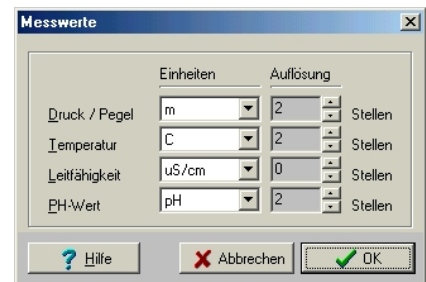 Messwerte
Einheiten Auflösung
Druck / Pegel m 2 Stellen
Temperatur C 2 Stellen
Leitfähigkeit uS/cm 0 Stellen
PH-Wert pH 2 Stellen
Hilfe Abbrechen OK